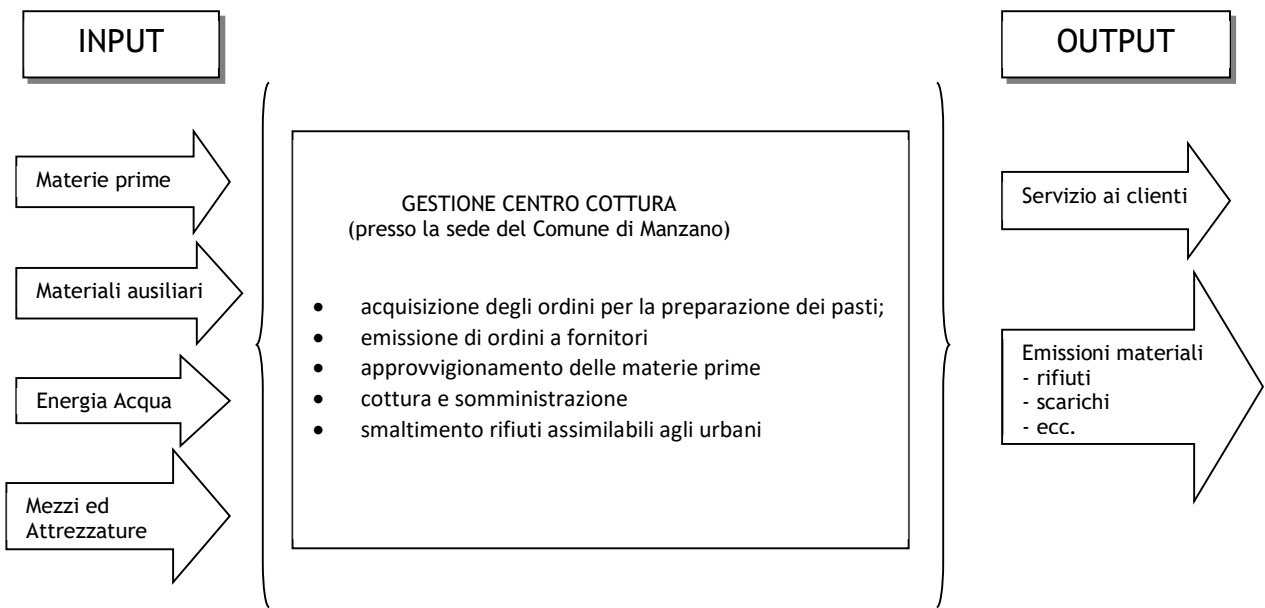 INPUT
OUTPUT
Materie prime
Materiali ausiliari
Energia Acqua
Mezzi ed
Attrezzature
GESTIONE CENTRO COTTURA
(presso la sede del Comune di Manzano)
• acquisizione degli ordini per la preparazione dei pasti;
• emissione di ordini a fornitori
• approvvigionamento delle materie prime
• cottura e somministrazione
• smaltimento rifiuti assimilabili agli urbani
Servizio ai clienti
Emissioni materiali
- rifiuti
- scarichi
- ecc.